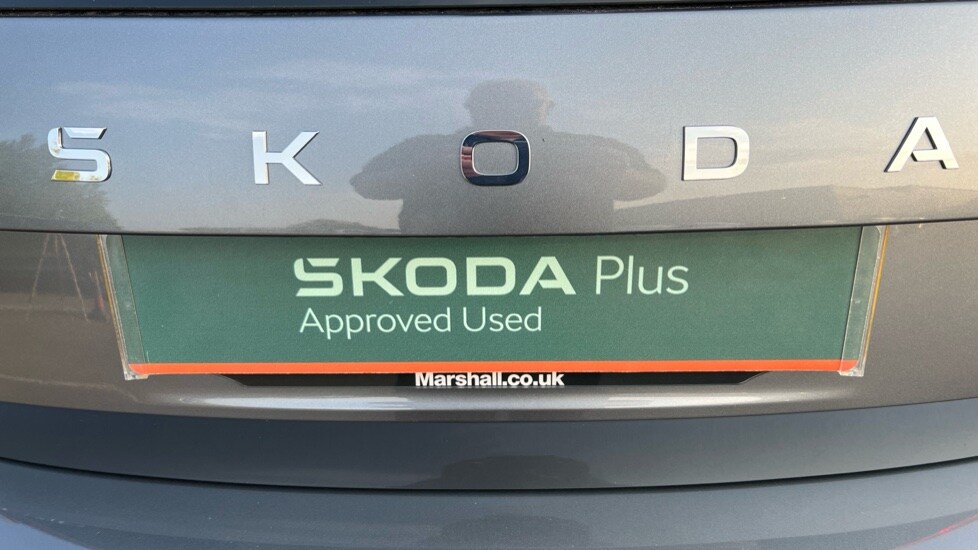 SKODA
SKODA Plus
Approved Used
Marshall.co.uk